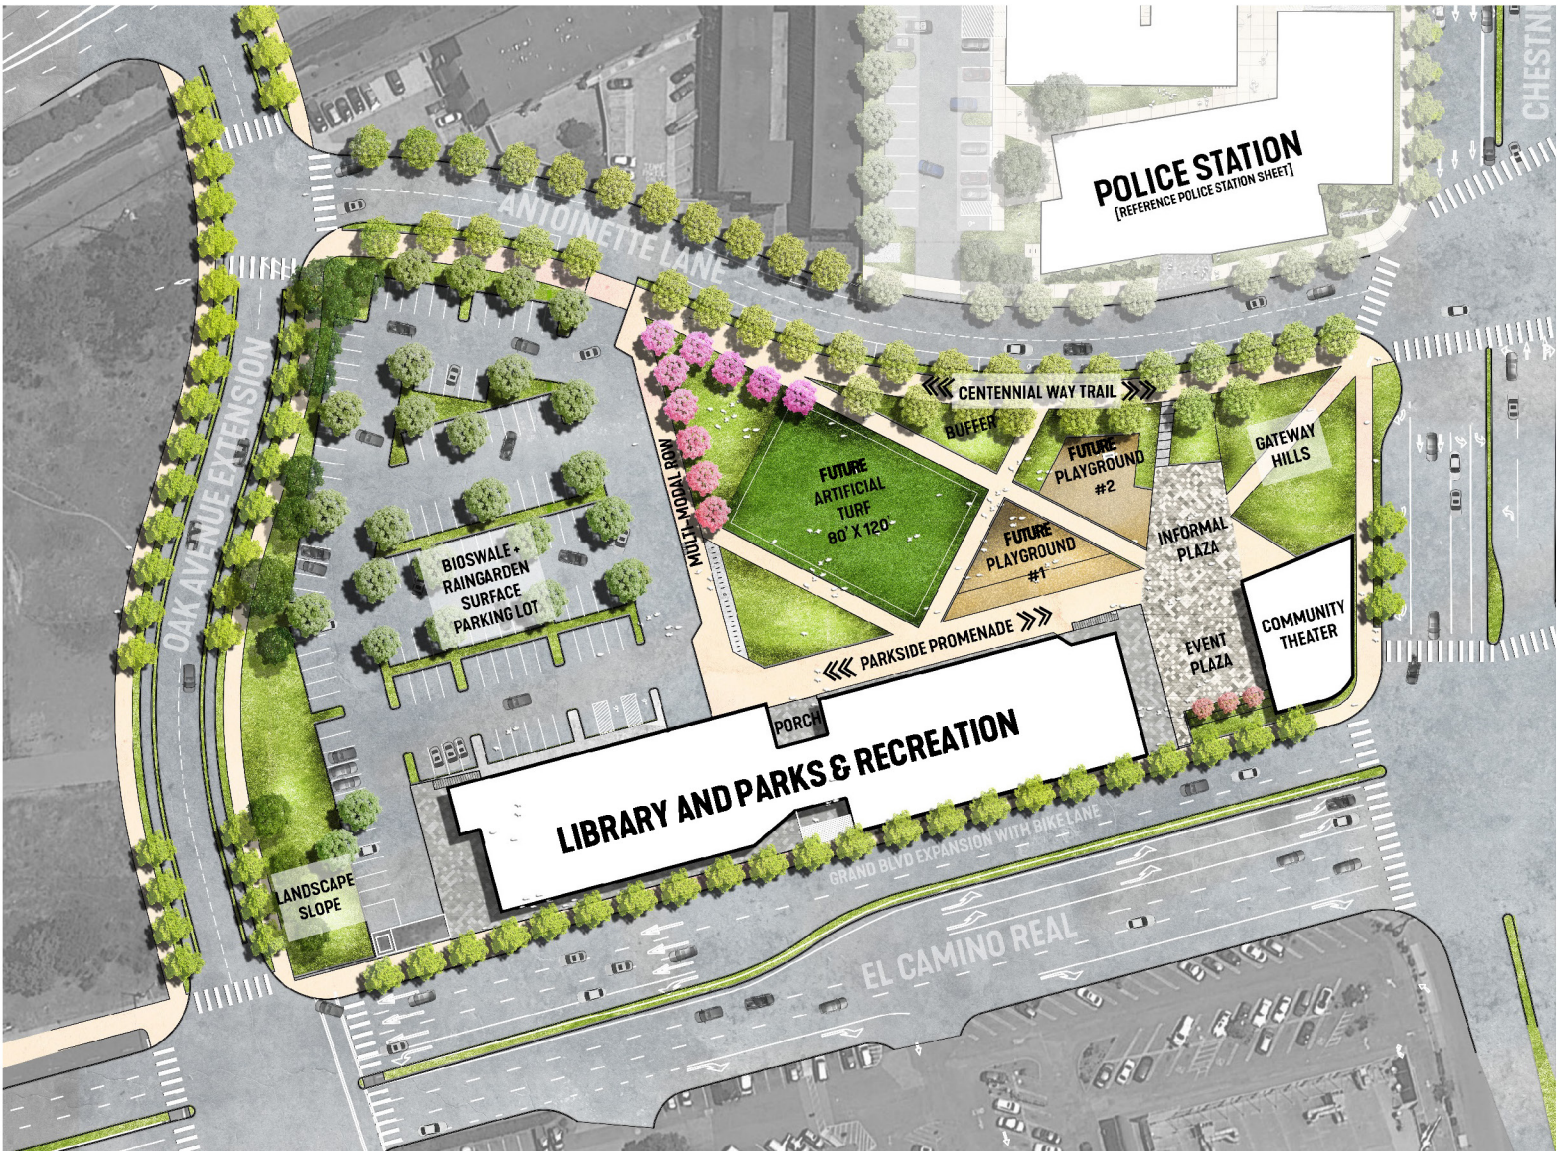 CHESTN
POLICE STATION
[REFERENCE POLICE STATION SHEET]
ANTOINETTE LANE
OAK AVENUE EXTENSION
CENTENNIAL WAY TRAIL
BUFFER
GATEWAY
HILLS
FUTURE
PLAYGROUND
#2
FUTURE
ARTIFICIAL
TURF
80' X 120'
MULTI-MODAL ROW
FUTURE
PLAYGROUND
#1
INFORMAL
PLAZA
BIOSWALE +
RAINGARDEN
SURFACE
PARKING LOT
PARKSIDE PROMENADE
EVENT
PLAZA
COMMUNITY
THEATER
PORCH
LIBRARY AND PARKS & RECREATION
GRAND BLVD EXPANSION WITH BIKE LANE
LANDSCAPE
SLOPE
EL CAMINO REAL